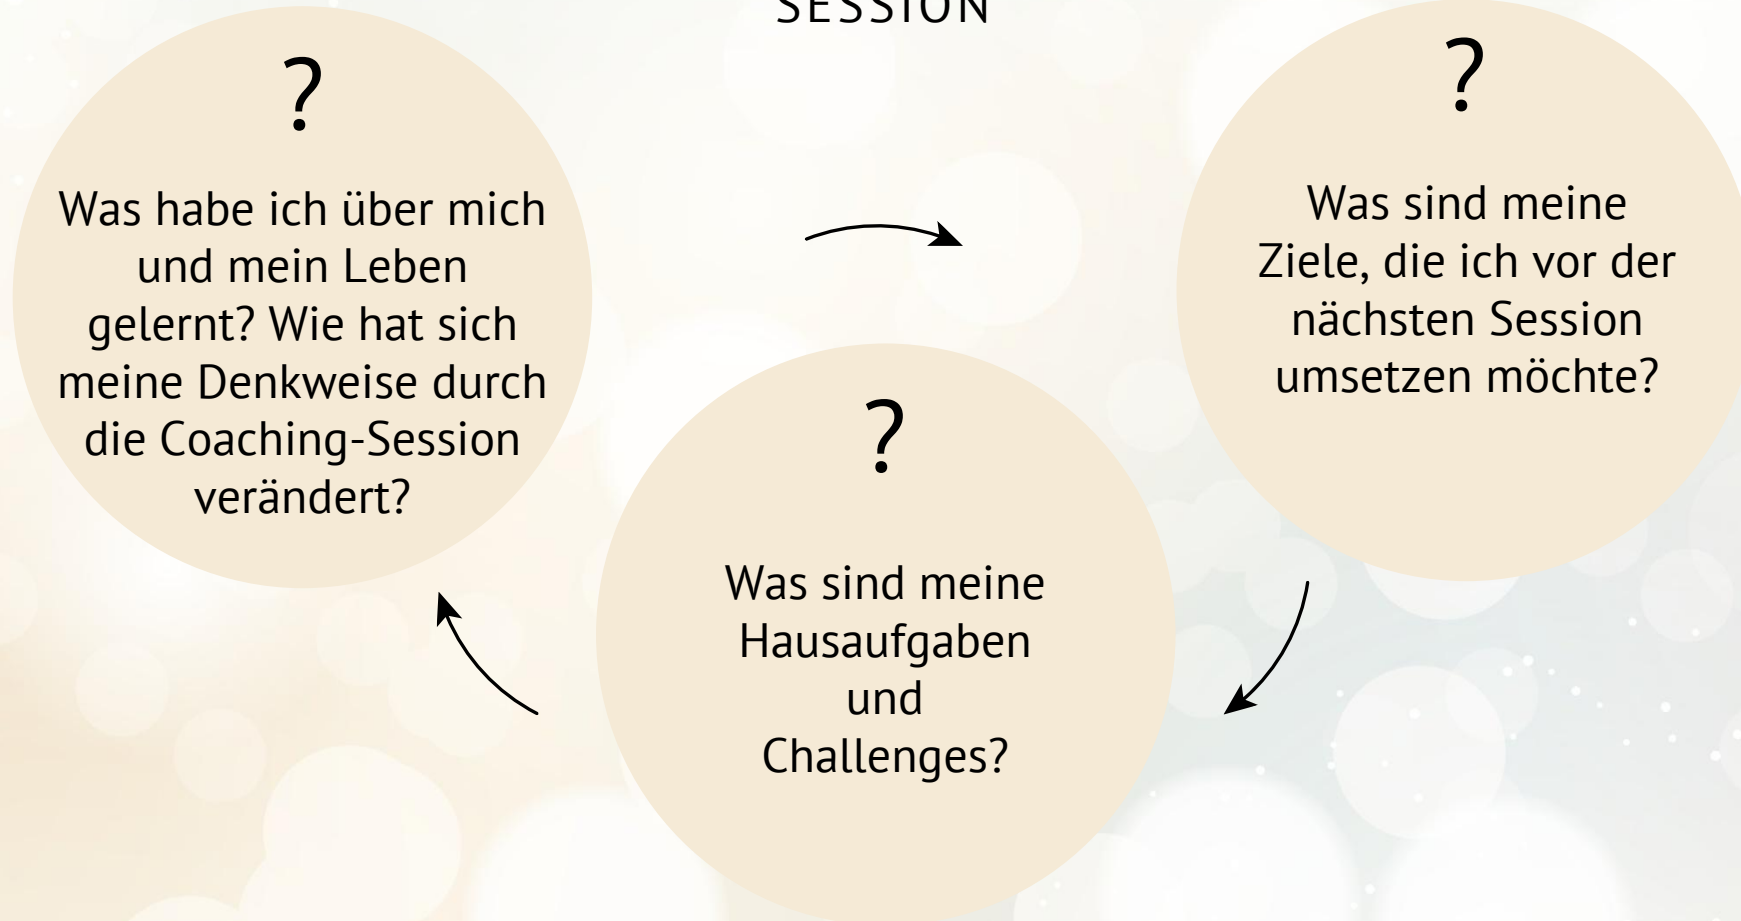 SESSION
?
Was habe ich über mich
und mein Leben
gelernt? Wie hat sich
meine Denkweise durch
die Coaching-Session
verändert?
?
Was sind meine
Ziele, die ich vor der
nächsten Session
umsetzen möchte?
?
Was sind meine
Hausaufgaben
und
Challenges?